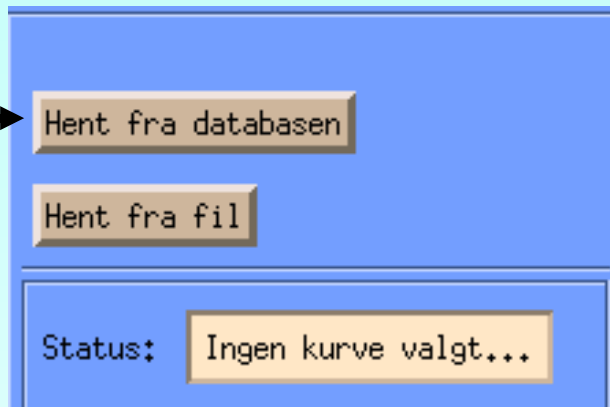 Hent fra databasen
Hent fra fil
Status: Ingen kurve valgt...